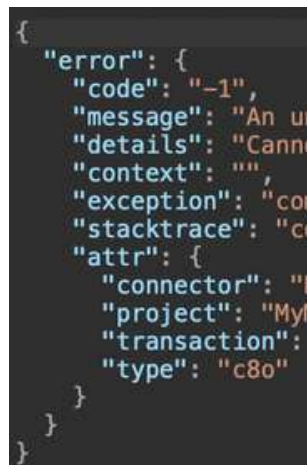 {
"error": {
"code": "-1",
"message": "An
"details":
"context": "",
"exception":
"stacktrace":
"attr": {
"connector":
"project":
"transaction":
"type": "c8o"
}
}
}